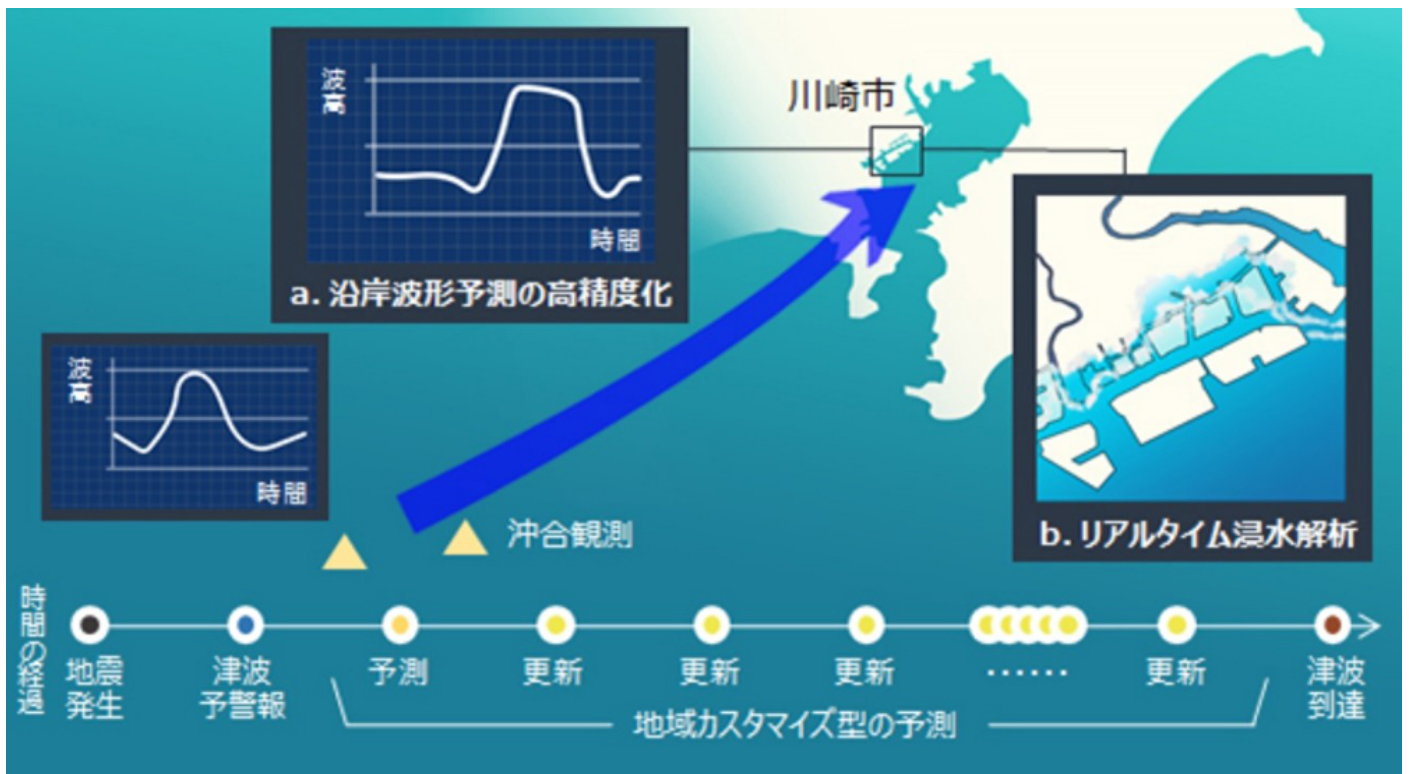 波高
時間
a. 沿岸波形予測の高精度化
川崎市
波高
時間
沖合観測
b. リアルタイム浸水解析
時間の経過
地震
発生
津波
予警報
予測
更新
更新
更新
……
更新
津波
到達
地域カスタマイズ型の予測